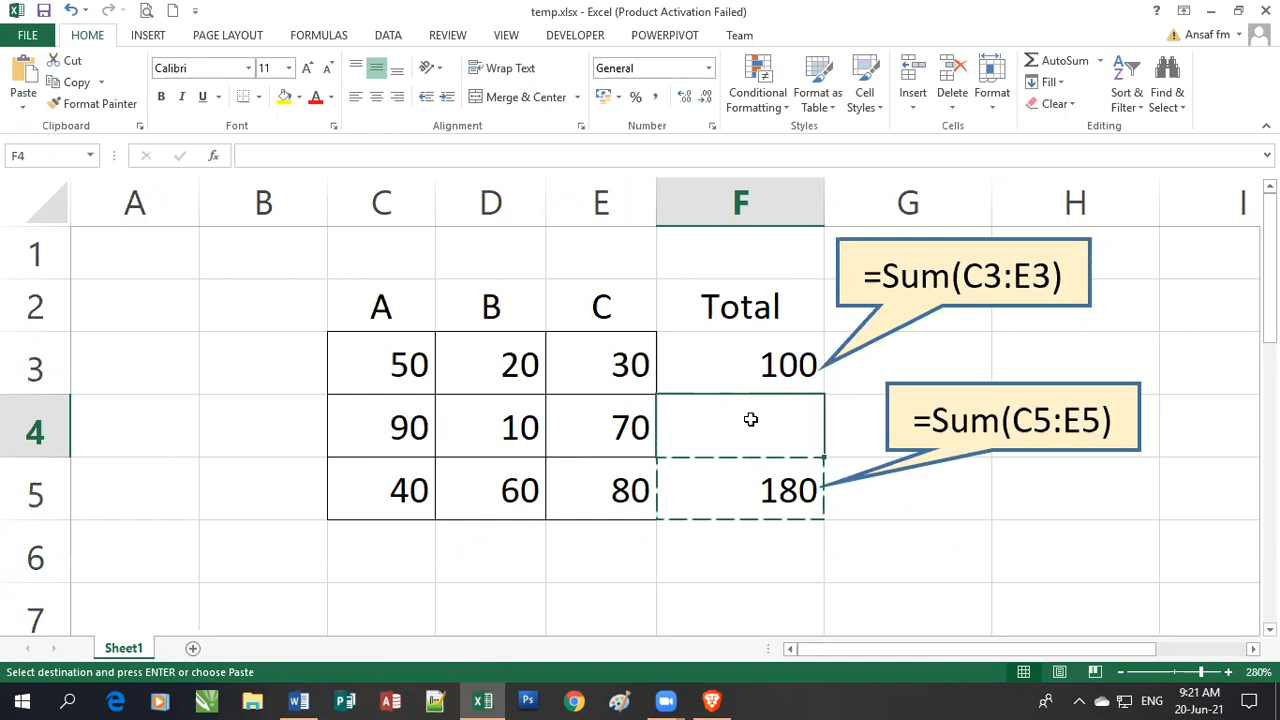 temp.xlsx - Excel (Product Activation Failed)
FILE HOME INSERT PAGE LAYOUT FORMULAS DATA REVIEW VIEW DEVELOPER POWERPIVOT Team Ansaf fm
Paste
Cut
Copy
Format Painter
Clipboard
Calibri 11
B I U A
Font
Wrap Text
Merge & Center
Alignment
General
%
Number
Conditional Formatting
Format as Table
Cell Styles
Styles
Insert
Delete
Format
Cells
AutoSum
Fill
Clear
Sort & Filter
Find & Select
Editing
F4 fx
A B C D E F G H I
1
=Sum(C3:E3)
2 A B C Total
3 50 20 30 100
4 90 10 70
=Sum(C5:E5)
5 40 60 80 180
6
7
Sheet1
Select destination and press ENTER or choose Paste 280%
ENG 9:21 AM
20-Jun-21